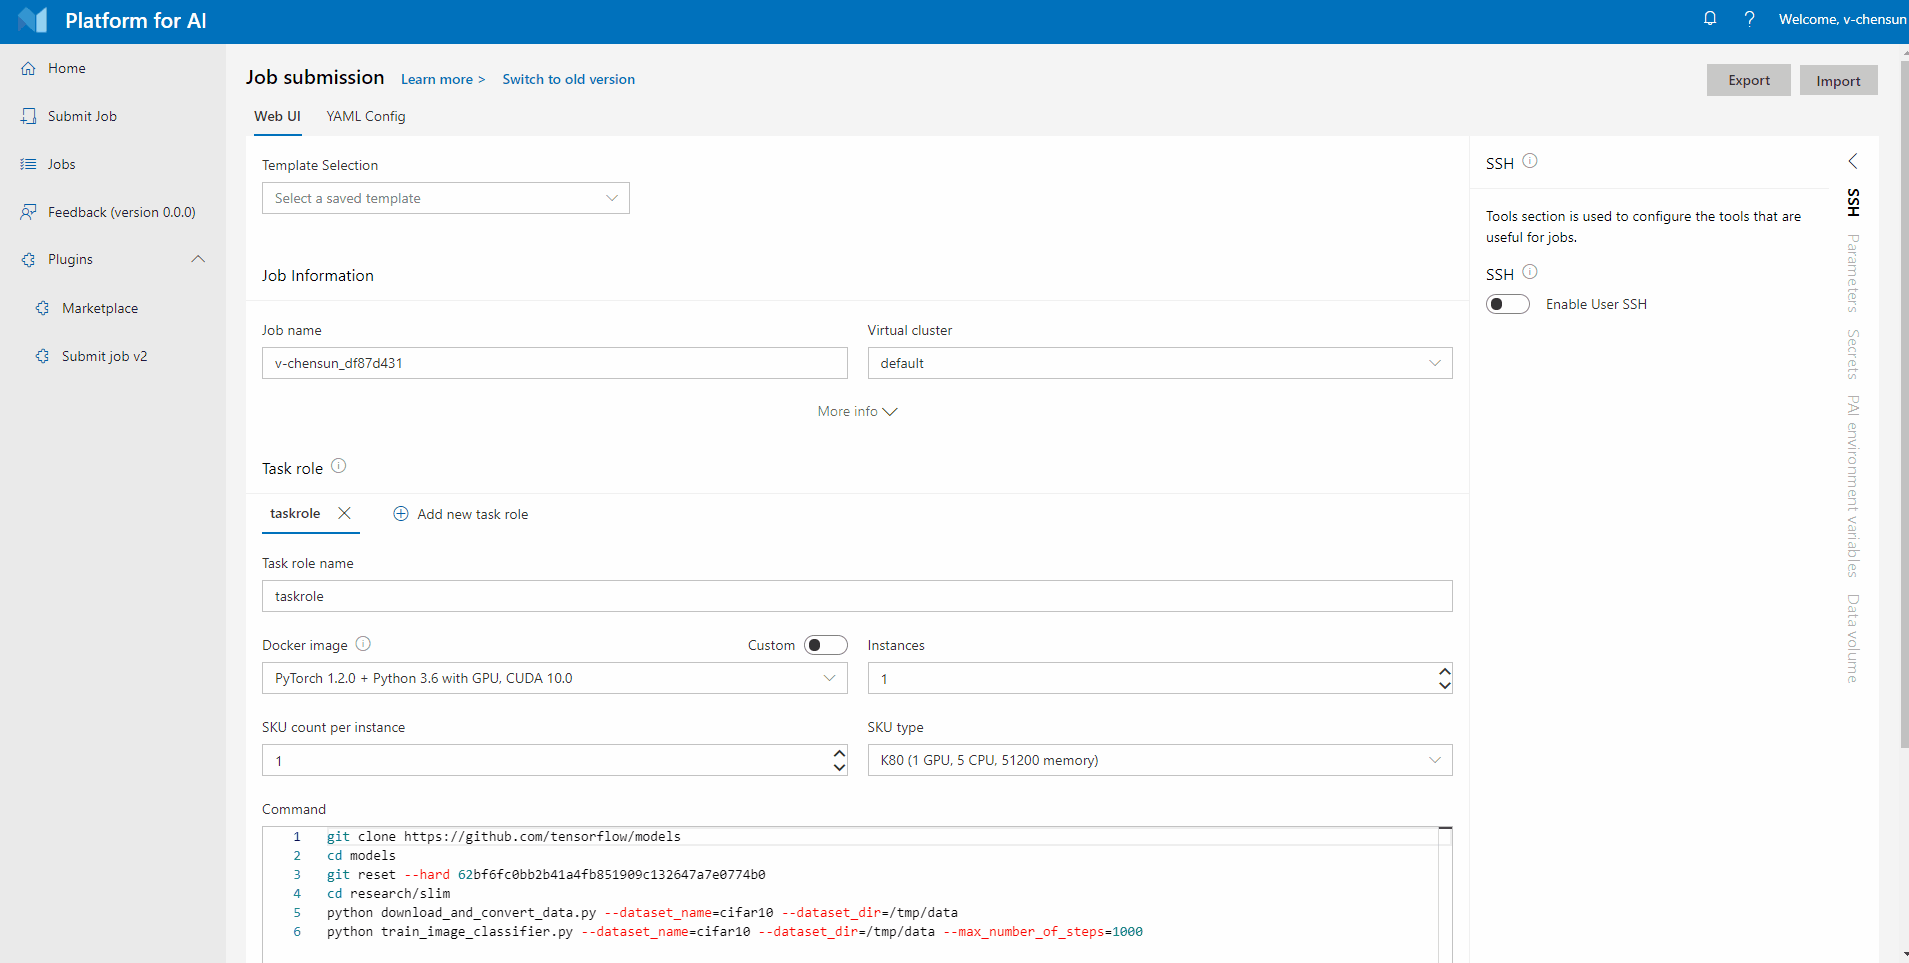 Platform for AI
Welcome, v-chensun
Home
Submit Job
Jobs
Feedback (version 0.0.0)
Plugins
Marketplace
Submit job v2
Job submission Learn more > Switch to old version
Export Import
Web UI YAML Config
Template Selection
Select a saved template
Job Information
Job name
v-chensun_df87d431
Virtual cluster
default
More info
Task role
taskrole Add new task role
Task role name
taskrole
Docker image Custom
PyTorch 1.2.0 + Python 3.6 with GPU, CUDA 10.0
Instances
1
SKU count per instance
1
SKU type
K80 (1 GPU, 5 CPU, 51200 memory)
Command
1 git clone https://github.com/tensorflow/models
2 cd models
3 git reset --hard 62bf6fc0bb2b41a4fb851909c132647a7e0774b0
4 cd research/slim
5 python download_and_convert_data.py --dataset_name=cifar10 --dataset_dir=/tmp/data
6 python train_image_classifier.py --dataset_name=cifar10 --dataset_dir=/tmp/data --max_number_of_steps=1000
SSH
Tools section is used to configure the tools that are
useful for jobs.
SSH
Enable User SSH
SSH
Parameters
Secrets
PAI environment variables
Data volume